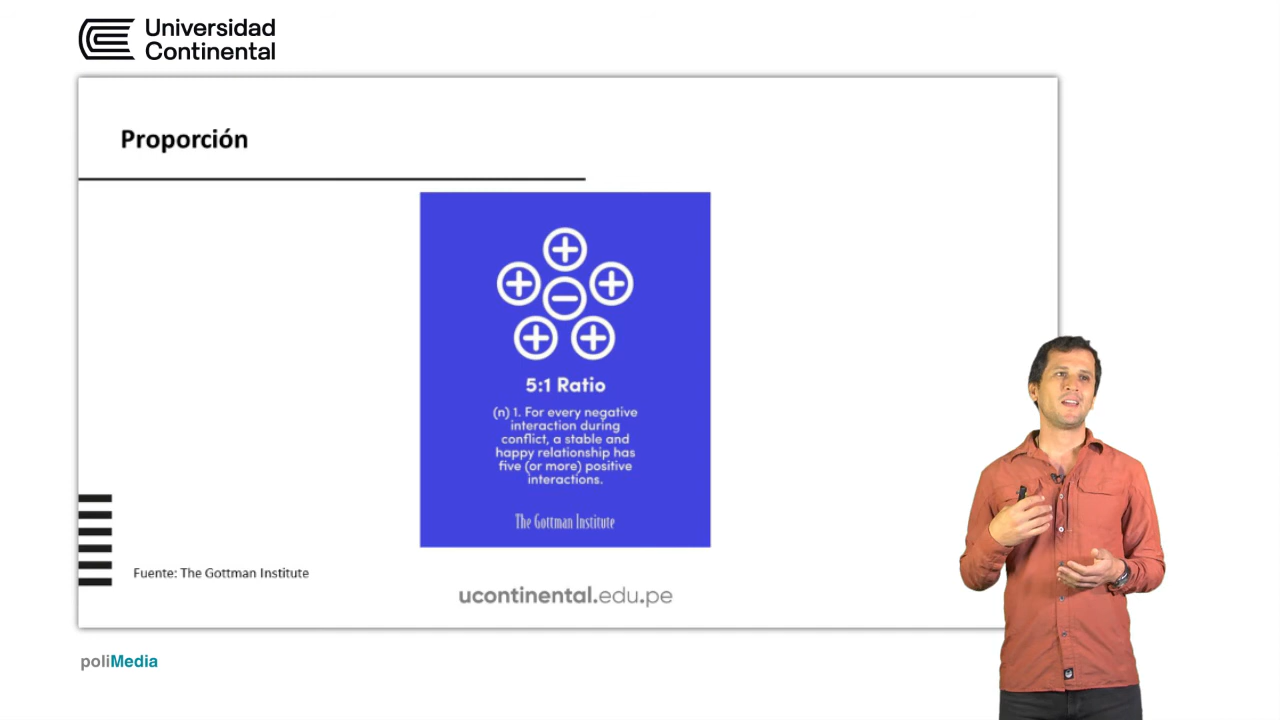 Universidad
Continental
Proporción
5:1 Ratio
(n) 1. For every negative
interaction during
conflict, a stable and
happy relationship has
five (or more) positive
interactions.
The Gottman Institute
Fuente: The Gottman Institute
ucontinental.edu.pe
poliMedia